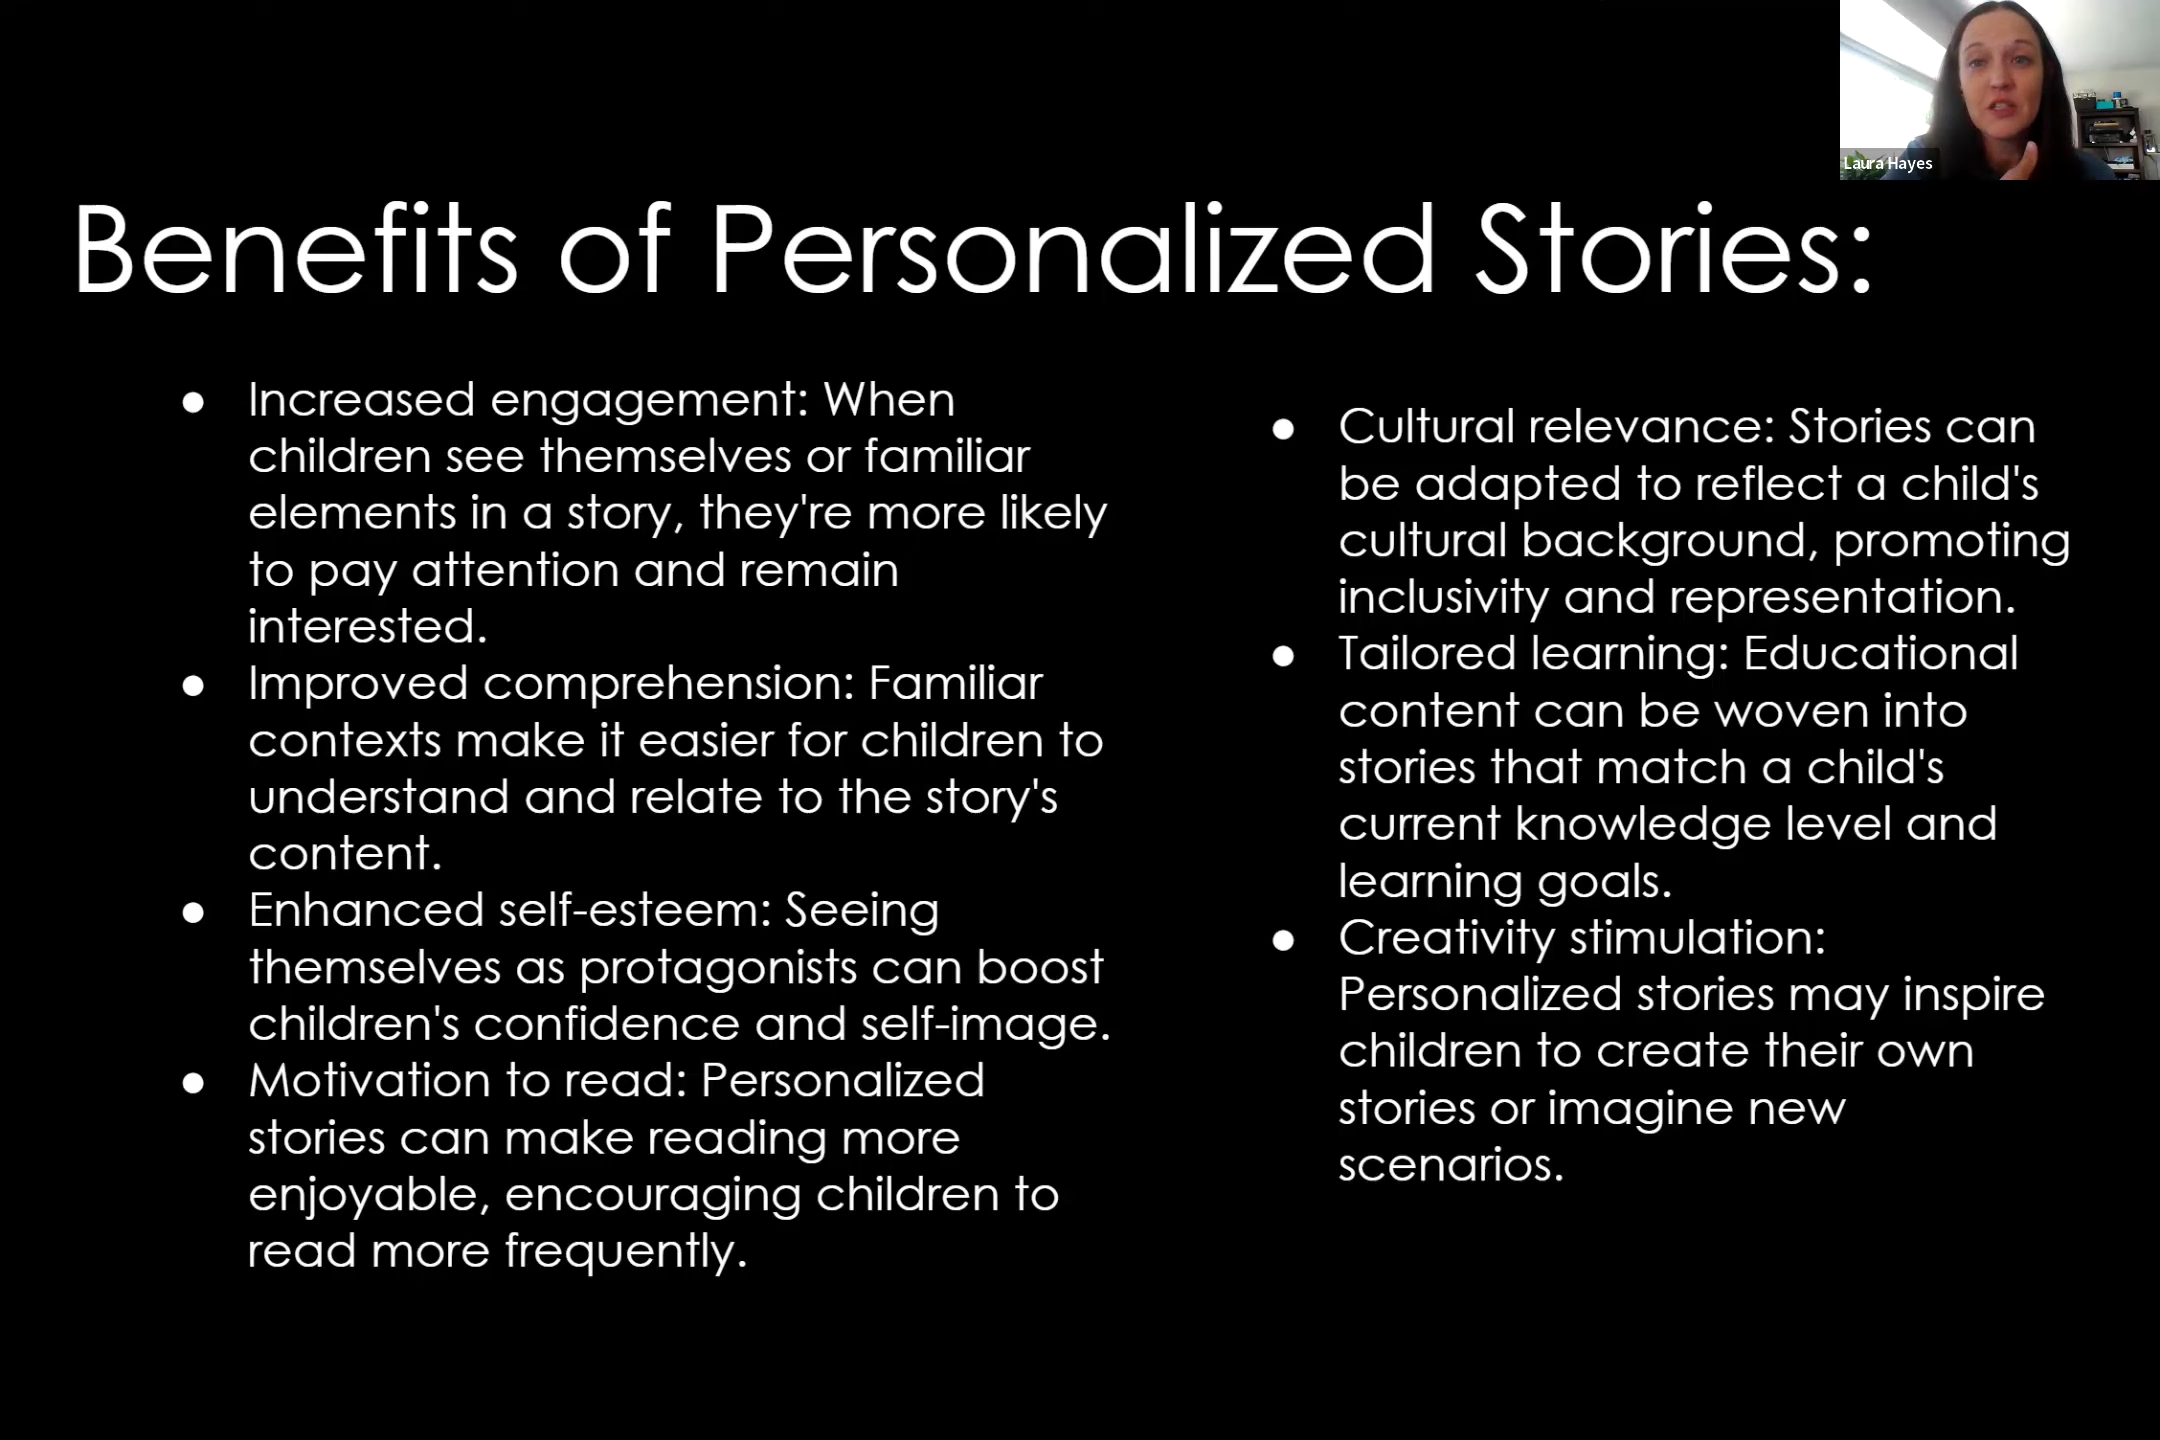 Laura Hayes
Benefits of Personalized Stories:
● Increased engagement: When
children see themselves or familiar
elements in a story, they're more likely
to pay attention and remain
interested.
● Improved comprehension: Familiar
contexts make it easier for children to
understand and relate to the story's
content.
● Enhanced self-esteem: Seeing
themselves as protagonists can boost
children's confidence and self-image.
● Motivation to read: Personalized
stories can make reading more
enjoyable, encouraging children to
read more frequently.
● Cultural relevance: Stories can
be adapted to reflect a child's
cultural background, promoting
inclusivity and representation.
● Tailored learning: Educational
content can be woven into
stories that match a child's
current knowledge level and
learning goals.
● Creativity stimulation:
Personalized stories may inspire
children to create their own
stories or imagine new
scenarios.